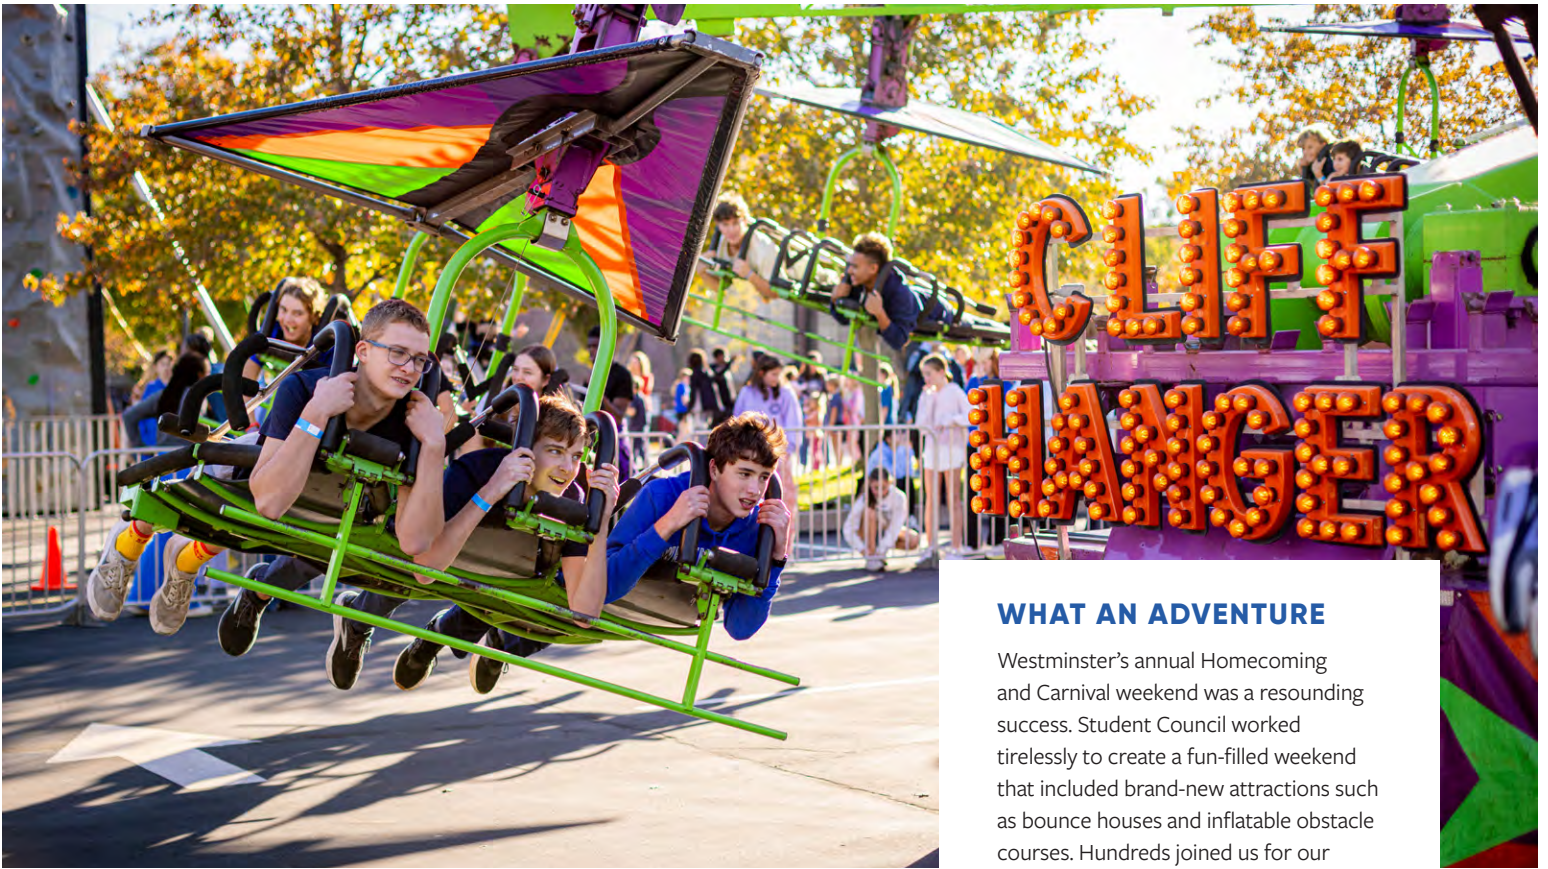 CLIFF
HANGER
WHAT AN ADVENTURE
Westminster’s annual Homecoming
and Carnival weekend was a resounding
success. Student Council worked
tirelessly to create a fun-filled weekend
that included brand-new attractions such
as bounce houses and inflatable obstacle
courses. Hundreds joined us for our